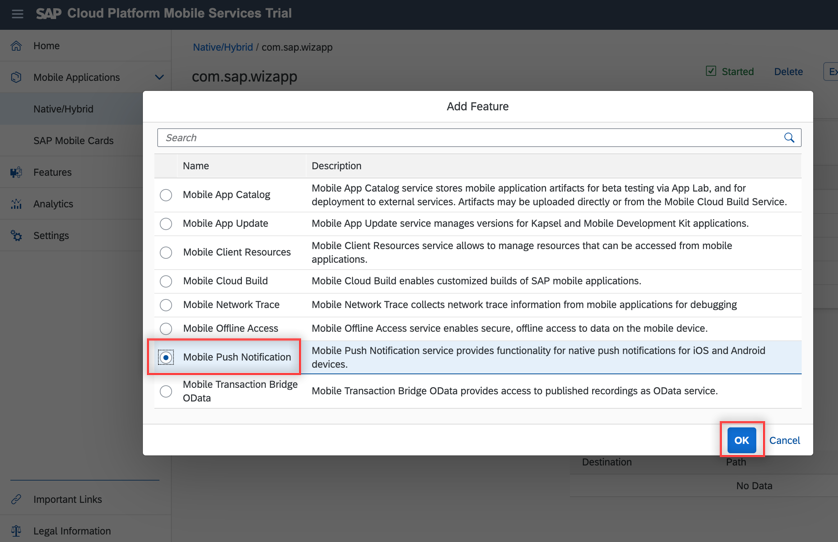 SAP Cloud Platform Mobile Services Trial
Home
Mobile Applications
Native/Hybrid
SAP Mobile Cards
Features
Analytics
Settings
Important Links
Legal Information
Native/Hybrid / com.sap.wizapp
com.sap.wizapp
Started
Delete
Ex
Add Feature
Search
Name
Description
Mobile App Catalog
Mobile App Catalog service stores mobile application artifacts for beta testing via App Lab, and for
deployment to external services. Artifacts may be uploaded directly or from the Mobile Cloud Build Service.
Mobile App Update
Mobile App Update service manages versions for Kapsel and Mobile Development Kit applications.
Mobile Client Resources
Mobile Client Resources service allows to manage resources that can be accessed from mobile
applications.
Mobile Cloud Build
Mobile Cloud Build enables customized builds of SAP mobile applications.
Mobile Network Trace
Mobile Network Trace collects network trace information from mobile applications for debugging
Mobile Offline Access
Mobile Offline Access service enables secure, offline access to data on the mobile device.
Mobile Push Notification
Mobile Push Notification service provides functionality for native push notifications for iOS and Android
devices.
Mobile Transaction Bridge
OData
Mobile Transaction Bridge OData provides access to published recordings as OData service.
OK
Cancel
Destination
Path
No Data